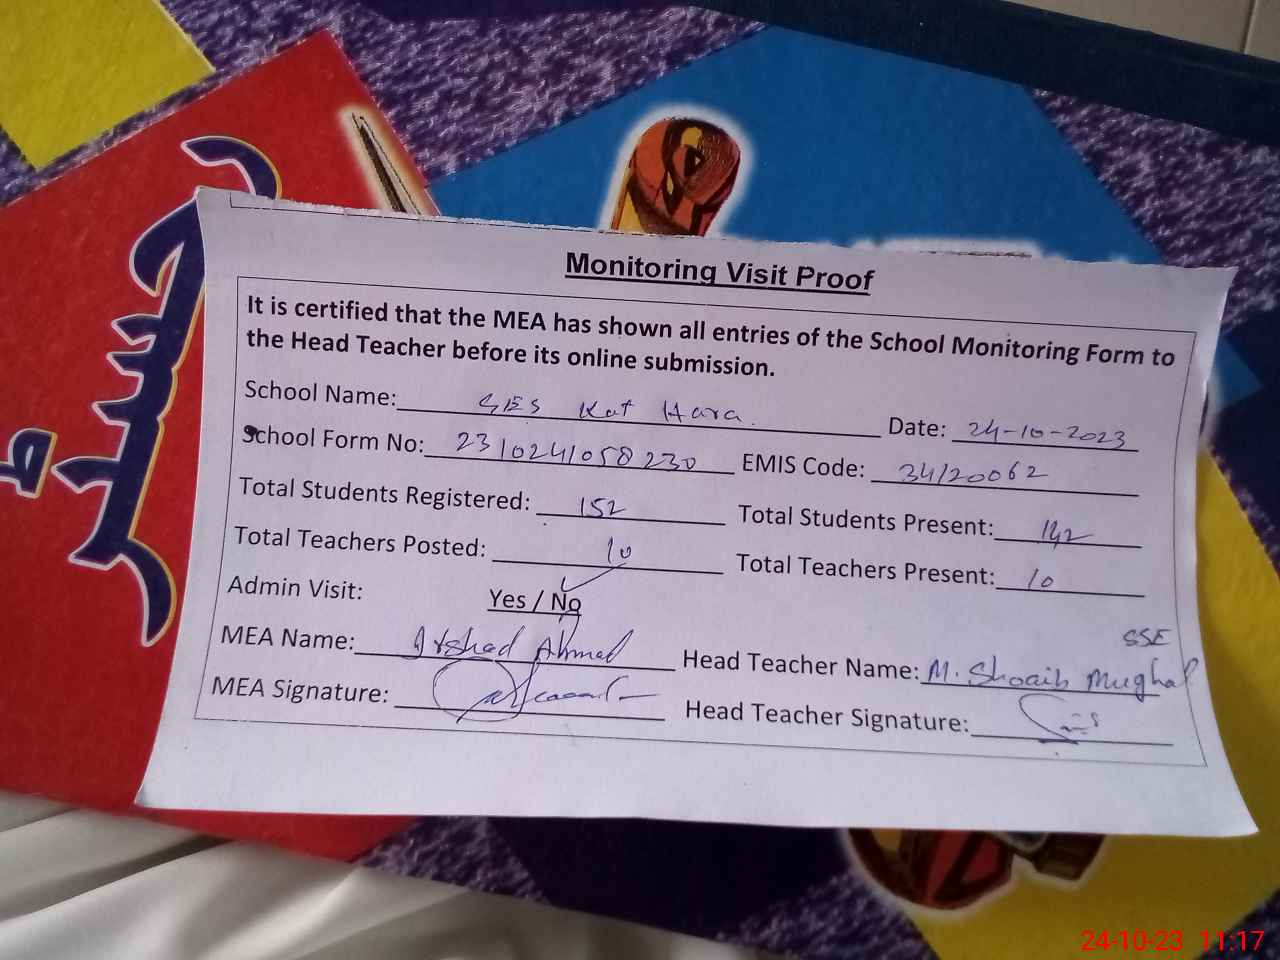 Monitoring Visit Proof
It is certified that the MEA has shown all entries of the School Monitoring Form to
the Head Teacher before its online submission.
School Name: GES Kot Hara. Date: 24-10-2023
School Form No: 2310241058230 EMIS Code: 34120062
Total Students Registered: 152 Total Students Present: 142
Total Teachers Posted: 10 Total Teachers Present: 10
Admin Visit: Yes / No
SSE
MEA Name: Irshad Ahmed Head Teacher Name: M. Shoaib Mughal
MEA Signature: Head Teacher Signature:
24-10-23 11:17